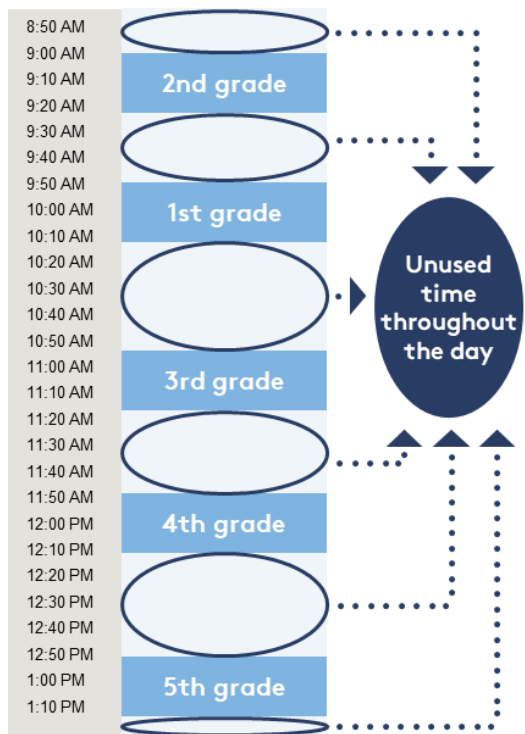 8:50 AM
9:00 AM
2nd grade
9:10 AM
9:20 AM
9:30 AM
9:40 AM
9:50 AM
10:00 AM
1st grade
10:10 AM
10:20 AM
10:30 AM
10:40 AM
10:50 AM
11:00 AM
3rd grade
11:10 AM
11:20 AM
11:30 AM
11:40 AM
11:50 AM
12:00 PM
4th grade
12:10 PM
12:20 PM
12:30 PM
12:40 PM
12:50 PM
1:00 PM
5th grade
1:10 PM
Unused
time
throughout
the day